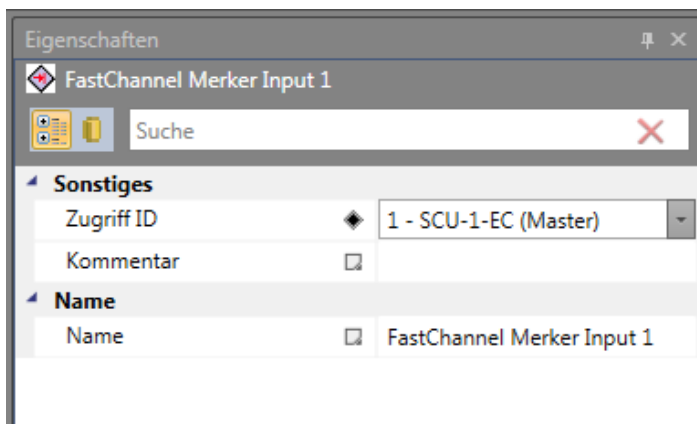 Eigenschaften
FastChannel Merker Input 1
Suche
Sonstiges
Zugriff ID 1 - SCU-1-EC (Master)
Kommentar
Name
Name FastChannel Merker Input 1